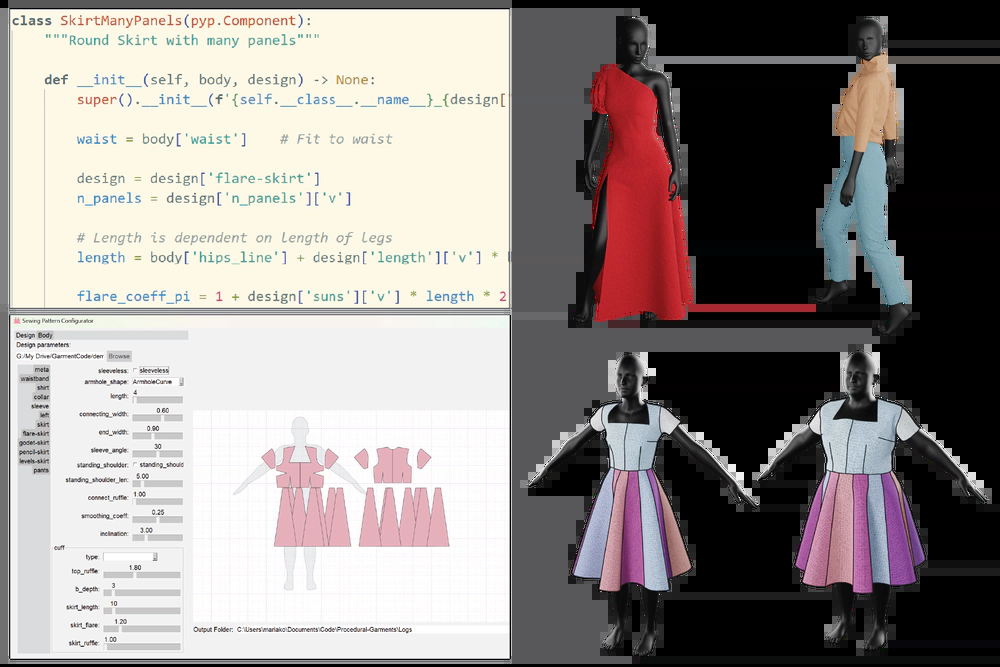 class SkirtManyPanels(pyp.Component):
"""Round Skirt with many panels"""
def __init__(self, body, design) -> None:
super().__init__(f'{self.__class__.__name__}_{design['
waist = body['waist'] # Fit to waist
design = design['flare-skirt']
n_panels = design['n_panels']['v']
# Length is dependent on length of legs
length = body['hips_line'] + design['length']['v'] *
flare_coeff_pi = 1 + design['suns']['v'] * length * 2
Sewing Pattern Configurator
Design Body
Design parameters:
G:/My Drive/GarmentCode/derr Browse
meta
waistband
shirt
collar
sleeve
left
skirt
flare-skirt
godet-skirt
pencil-skirt
levels-skirt
pants
sleeveless: sleeveless
armhole_shape: ArmholeCurve
length: 4
connecting_width: 0.60
end_width: 0.90
sleeve_angle: 30
standing_shoulder: standing_should
standing_shoulder_len: 5.00
connect_ruffle: 1.00
smoothing_coeff: 0.25
inclination: 3.00
cuff
type:
top_ruffle: 1.80
b_depth: 3
skirt_length: 10
skirt_flare: 1.20
skirt_ruffle: 1.00
Output Folder: C:\Users\mariako\Documents\Code\Procedural-Garments\Logs